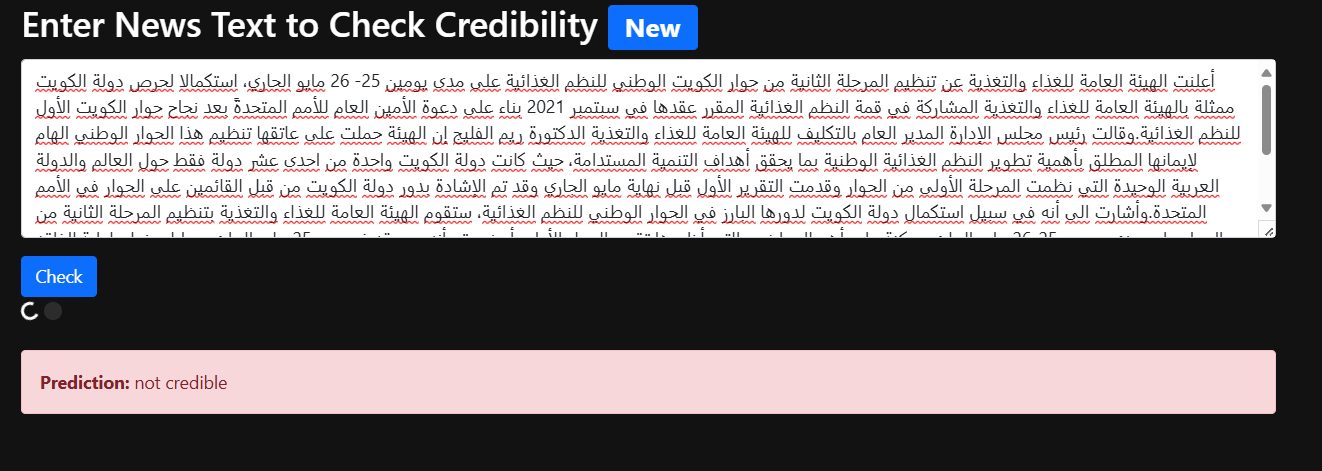 Enter News Text to Check Credibility New
أعلنت الهيئة العامة للغذاء والتغذية عن تنظيم المرحلة الثانية من حوار الكويت الوطني للنظم الغذائية على مدى يومين 25- 26 مايو الجاري، استكمالا لحرص دولة الكويت
ممثلة بالهيئة العامة للغذاء والتغذية المشاركة في قمة النظم الغذائية المقرر عقدها في سبتمبر 2021 بناء على دعوة الأمين العام للأمم المتحدة بعد نجاح حوار الكويت الأول
للنظم الغذائية.وقالت رئيس مجلس الإدارة المدير العام بالتكليف للهيئة العامة للغذاء والتغذية الدكتورة ريم الفليج إن الهيئة حملت على عاتقها تنظيم هذا الحوار الوطني الهام
لإيمانها المطلق بأهمية تطوير النظم الغذائية الوطنية بما يحقق أهداف التنمية المستدامة، حيث كانت دولة الكويت واحدة من احدى عشر دولة فقط حول العالم والدولة
العربية الوحيدة التي نظمت المرحلة الأولى من الحوار وقدمت التقرير الأول قبل نهاية مايو الجاري وقد تم الإشادة بدور دولة الكويت من قبل القائمين على الحوار في الأمم
المتحدة.وأشارت الى أنه في سبيل استكمال دولة الكويت لدورها البارز في الحوار الوطني للنظم الغذائية، ستقوم الهيئة العامة للغذاء والتغذية بتنظيم المرحلة الثانية من
Check
Prediction: not credible